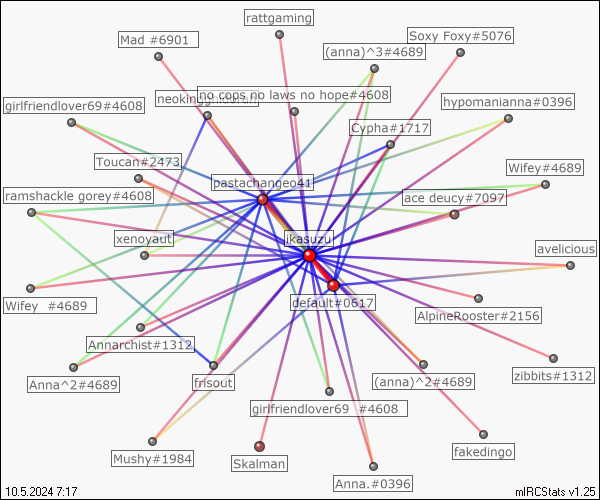 rattgaming
Mad #6901
Soxy Foxy#5076
(anna)^3#4689
no cops no laws no hope#4608
girlfriendlover69#4608
hypomanianna#0396
Cypha#1717
Toucan#2473
Wifey#4689
pastachangeo41
ramshackle gorey#4608
ace deucy#7097
xenoyaut
ikasuzu
avelicious
Wifey #4689
default#0617
AlpineRooster#2156
Annarchist#1312
zibbits#1312
Anna^2#4689
frisout
(anna)^2#4689
girlfriendlover69 #4608
fakedingo
Mushy#1984
Skalman
Anna.#0396
10.5.2024 7:17
mIRCStats v1.25